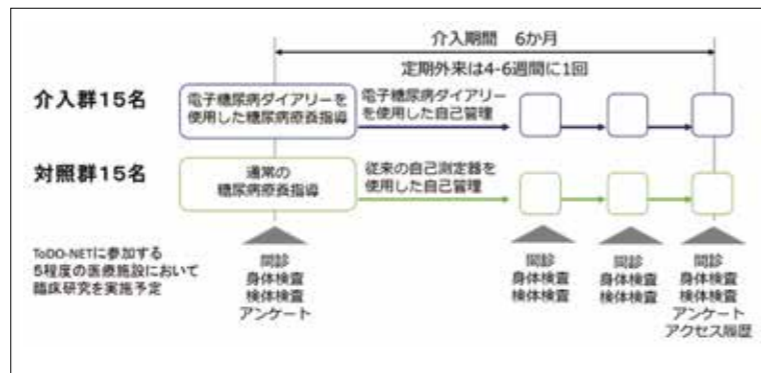 介入期間 6か月
定期外来は4-6週間に1回
介入群15名
電子糖尿病ダイアリーを
使用した糖尿病療養指導
電子糖尿病ダイアリー
を使用した自己管理
対照群15名
通常の
糖尿病療養指導
従来の自己測定器を
使用した自己管理
ToDO-NETに参加する
5程度の医療施設において
臨床研究を実施予定
問診
身体検査
検体検査
アンケート
問診
身体検査
検体検査
問診
身体検査
検体検査
問診
身体検査
検体検査
アンケート
アクセス履歴